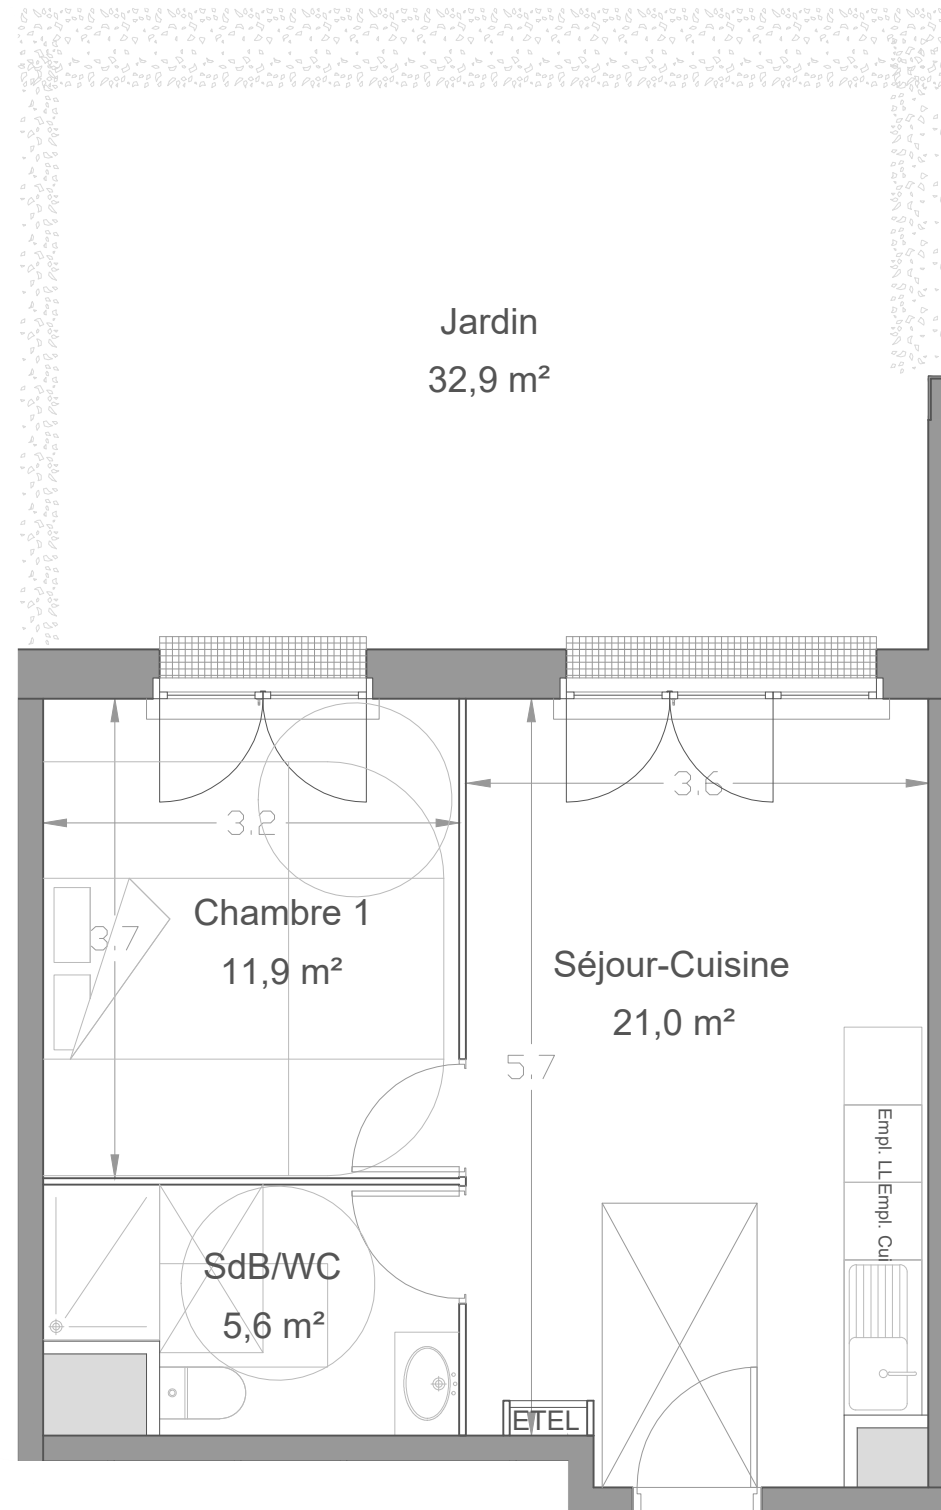 Jardin
32,9 m²
3.6
3.2
Chambre 1
11,9 m²
3.7
Séjour-Cuisine
21,0 m²
5.7
Empl. LL
Empl. Cui
SdB/WC
5,6 m²
ETEL